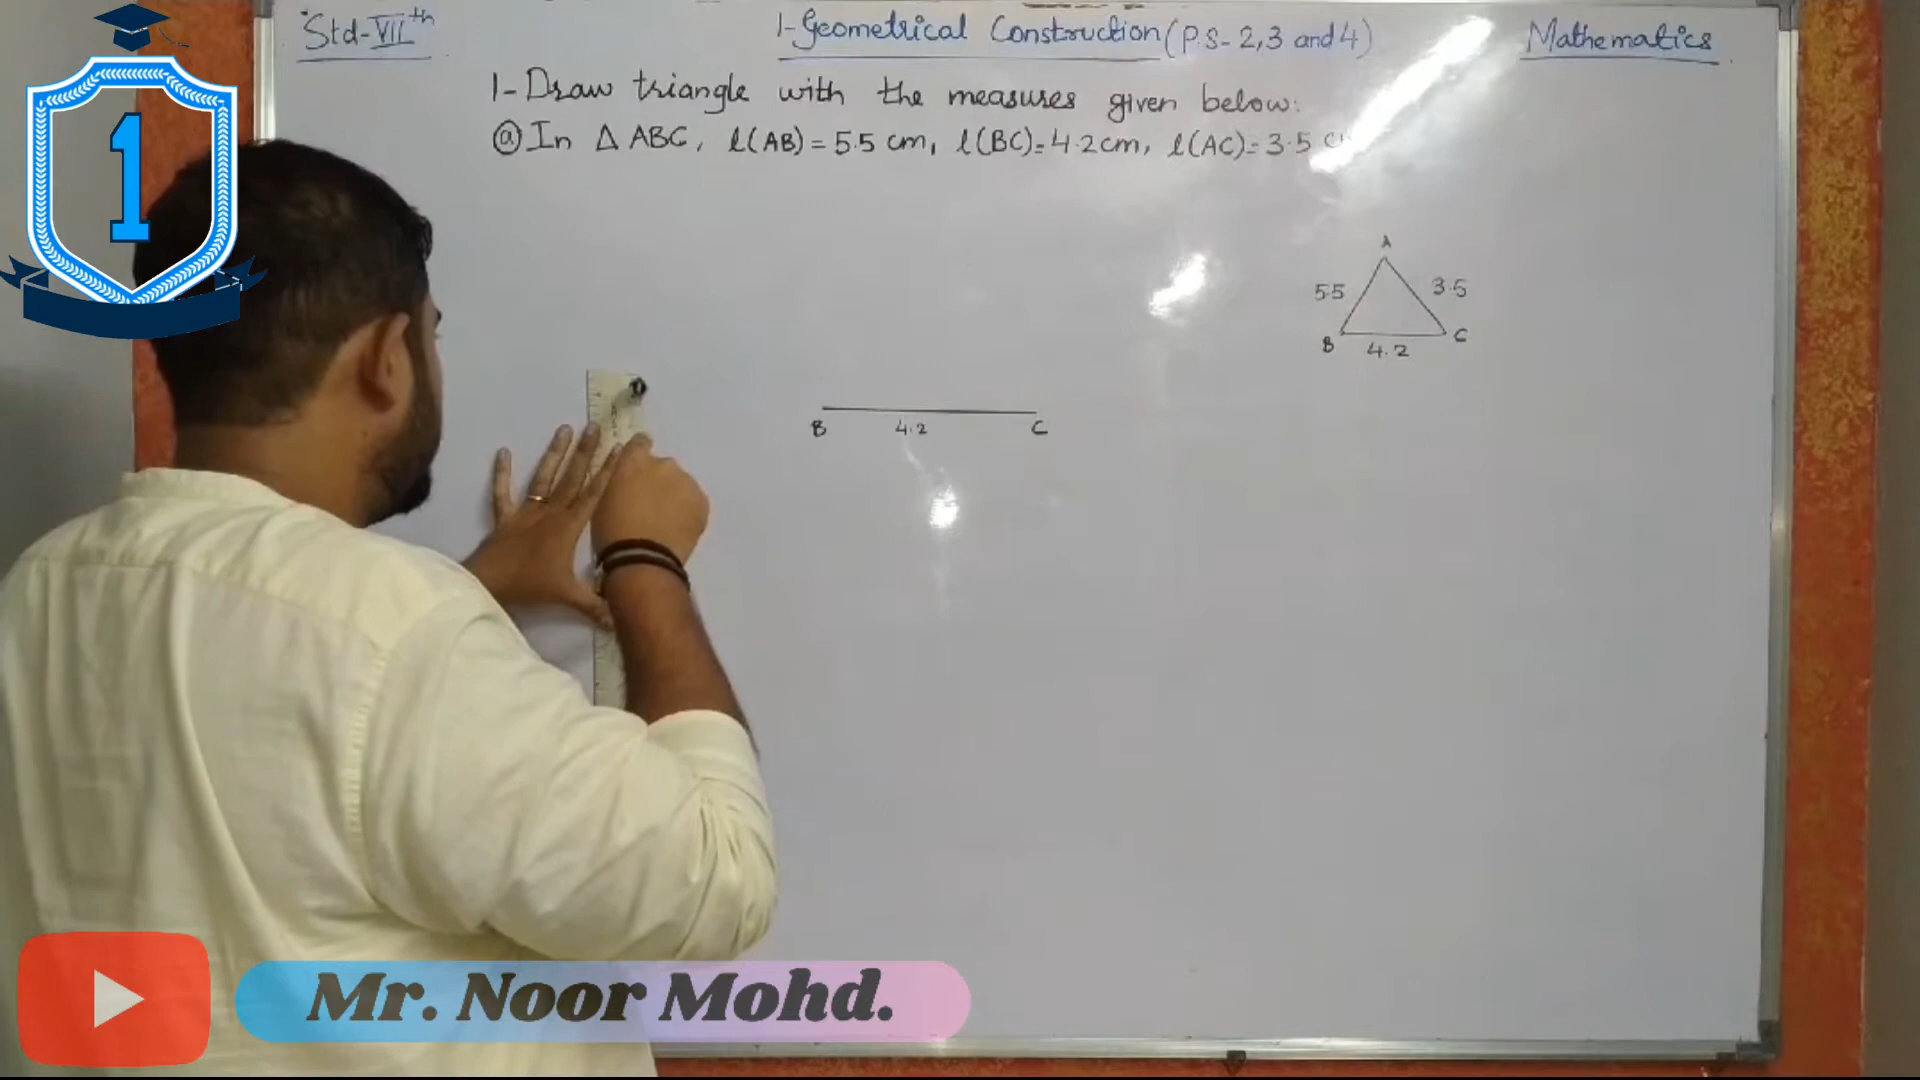 Std-VIIth
1-Geometrical Construction (P.S-2,3 and 4)
Mathematics
1-Draw triangle with the measures given below:
ⓐ In △ ABC, l(AB) = 5.5 cm, l(BC)=4.2cm, l(AC)=3.5
A
5.5
3.5
B
C
4.2
B
4.2
C
1
Mr. Noor Mohd.